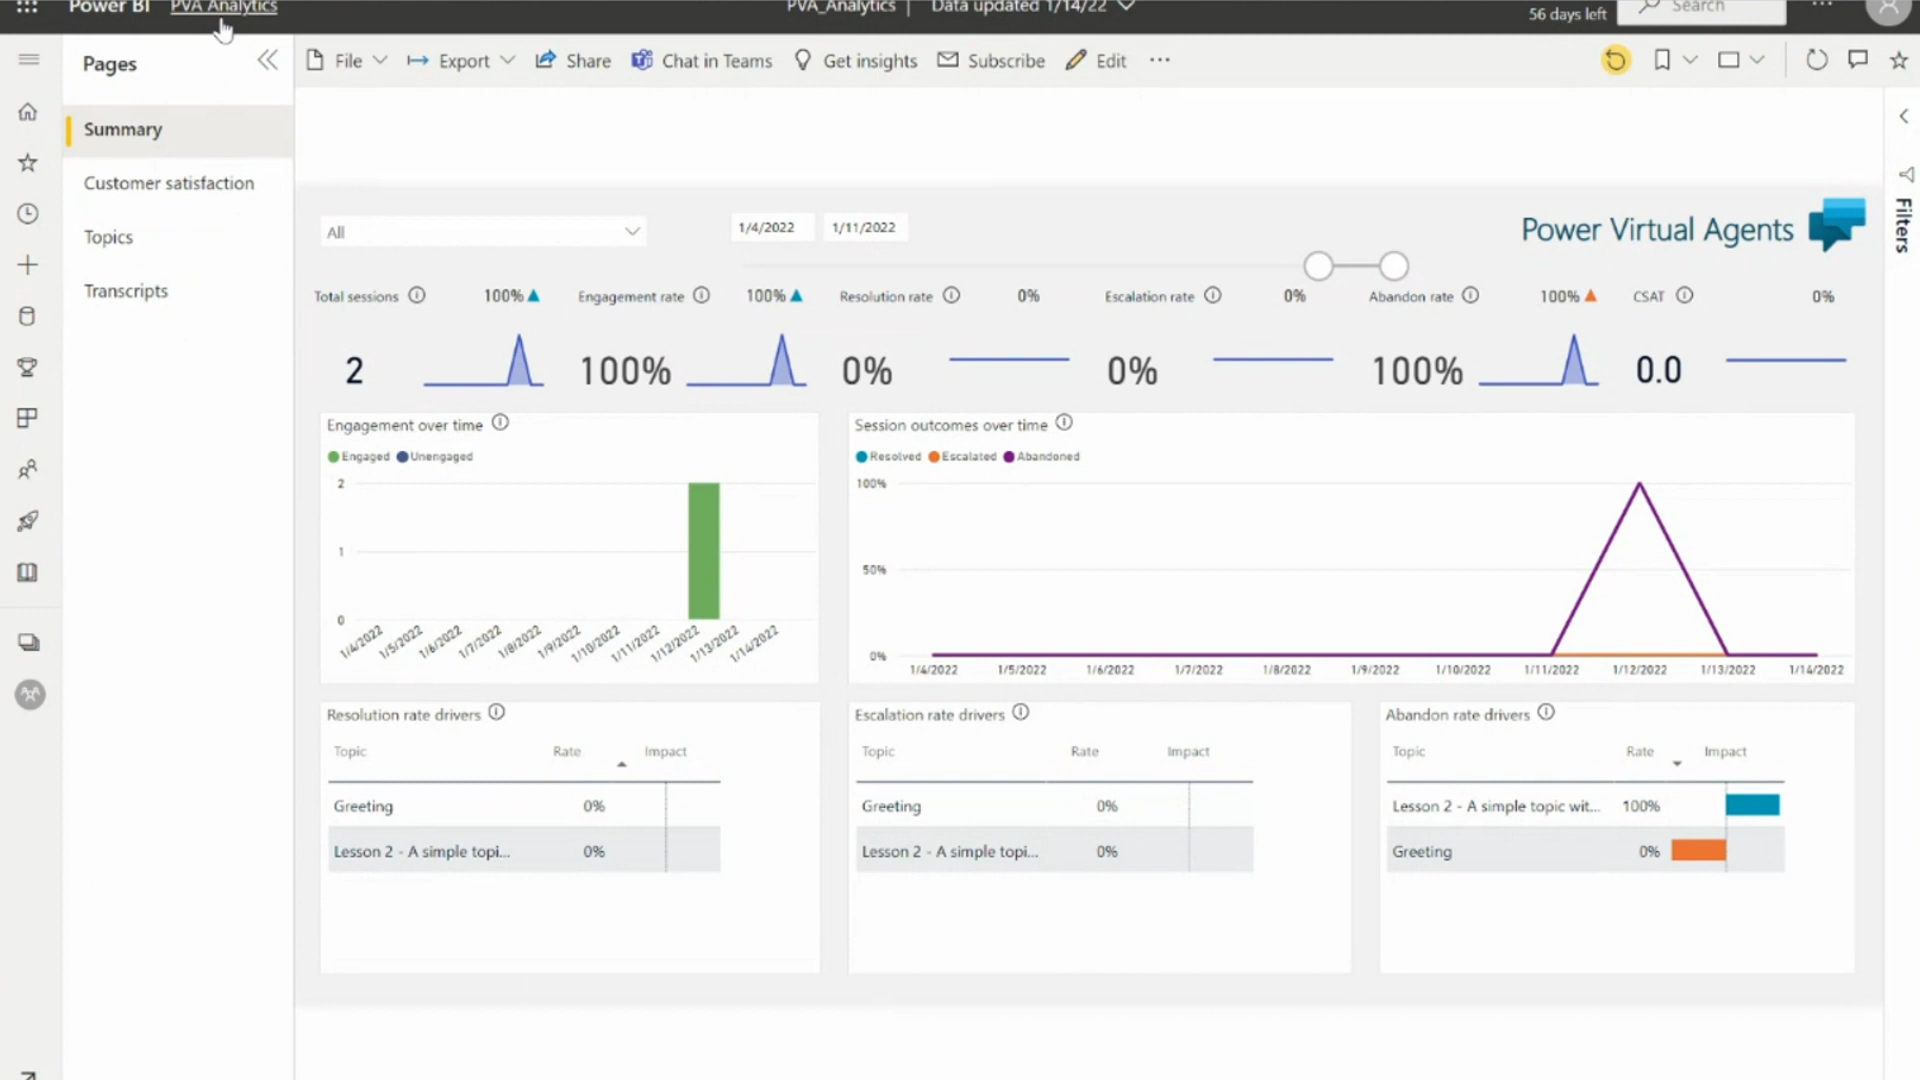 Power BI PVA Analytics
PVA_Analytics | Data updated 1/14/22
56 days left
Search
Pages
File Export Share Chat in Teams Get insights Subscribe Edit
Summary
Customer satisfaction
Topics
Transcripts
Filters
All
1/4/2022 1/11/2022
Power Virtual Agents
Total sessions 100% Engagement rate 100% Resolution rate 0% Escalation rate 0% Abandon rate 100% CSAT 0%
2 100% 0% 0% 100% 0.0
Engagement over time
Engaged Unengaged
2
1
0
1/4/2022 1/5/2022 1/6/2022 1/7/2022 1/8/2022 1/9/2022 1/10/2022 1/11/2022 1/12/2022 1/13/2022 1/14/2022
Session outcomes over time
Resolved Escalated Abandoned
100%
50%
0%
1/4/2022 1/5/2022 1/6/2022 1/7/2022 1/8/2022 1/9/2022 1/10/2022 1/11/2022 1/12/2022 1/13/2022 1/14/2022
Resolution rate drivers
Topic Rate Impact
Greeting 0%
Lesson 2 - A simple topi... 0%
Escalation rate drivers
Topic Rate Impact
Greeting 0%
Lesson 2 - A simple topi... 0%
Abandon rate drivers
Topic Rate Impact
Lesson 2 - A simple topic wit... 100%
Greeting 0%